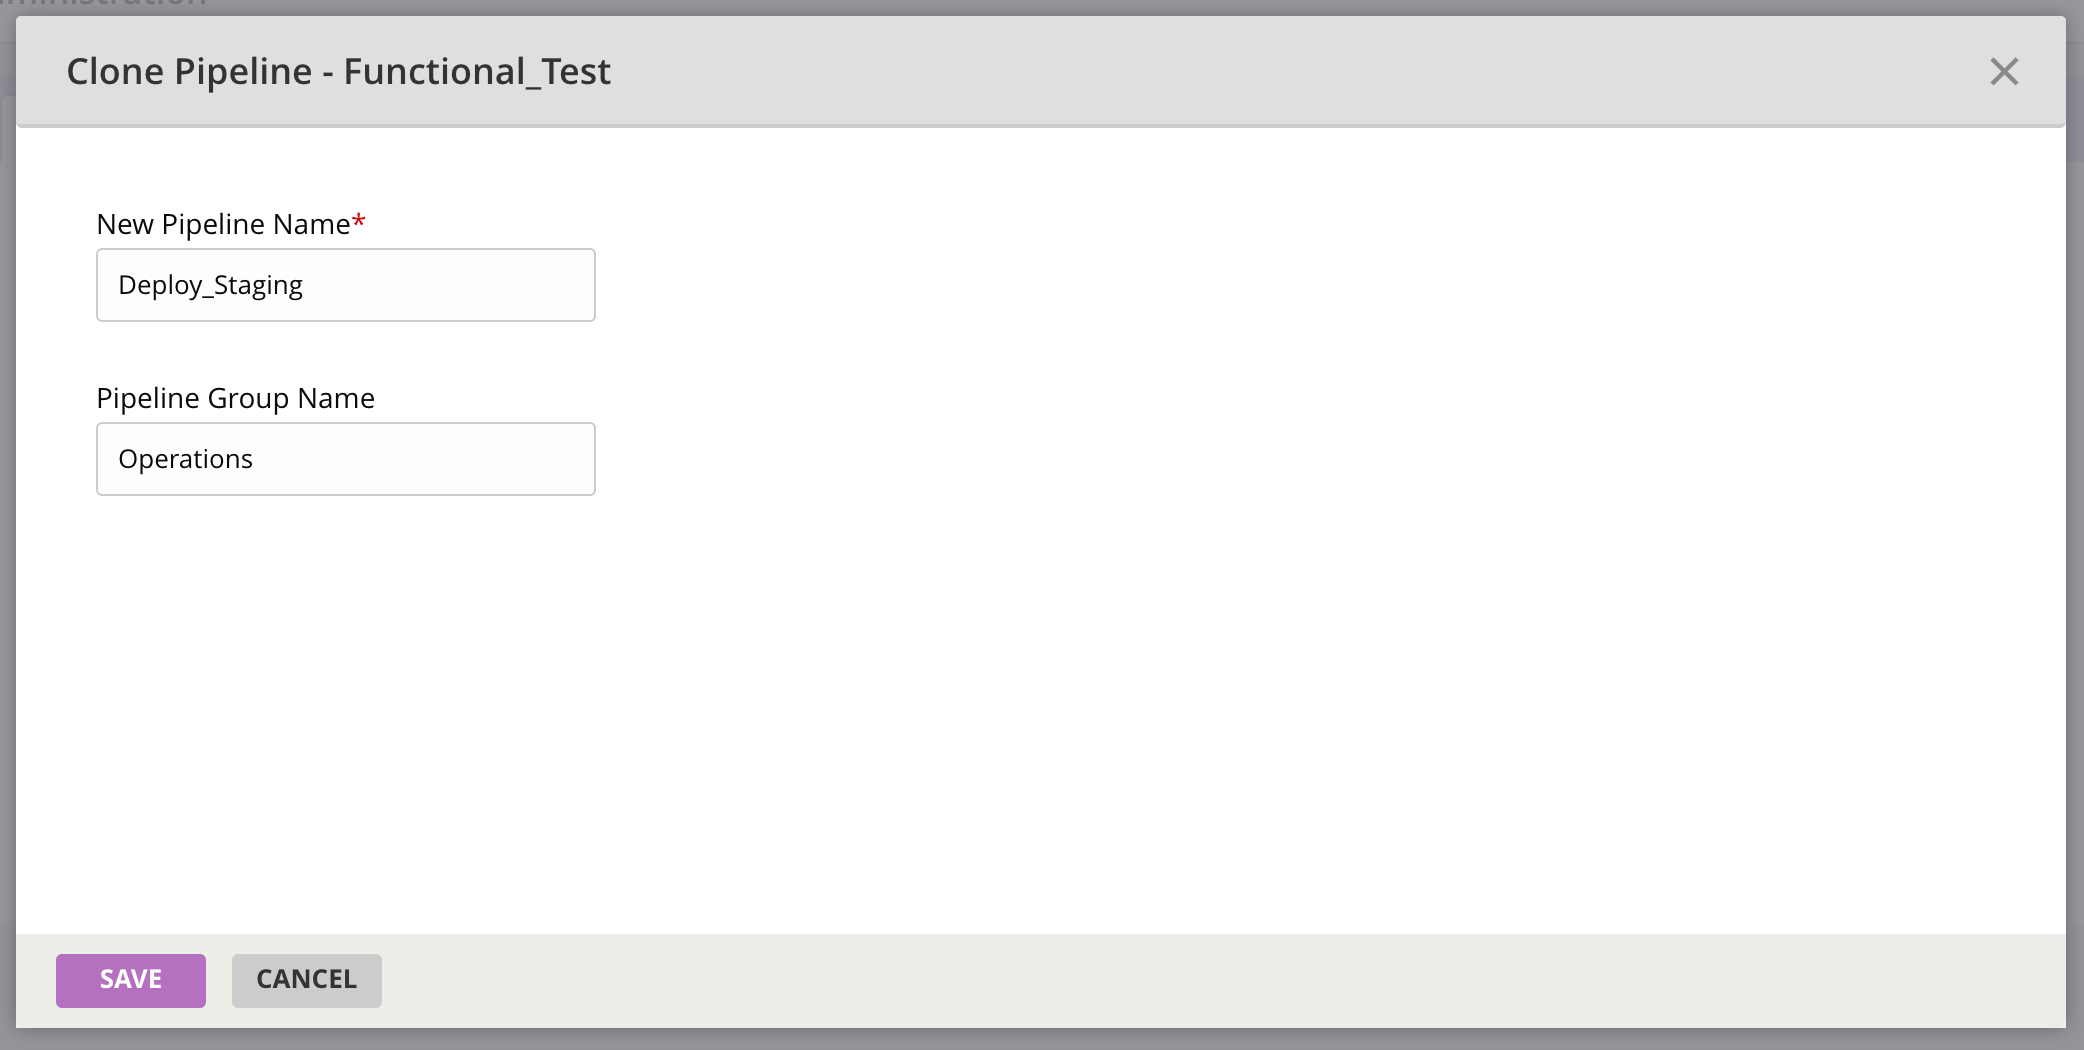 Clone Pipeline - Functional_Test
New Pipeline Name*
Deploy_Staging
Pipeline Group Name
Operations
SAVE
CANCEL